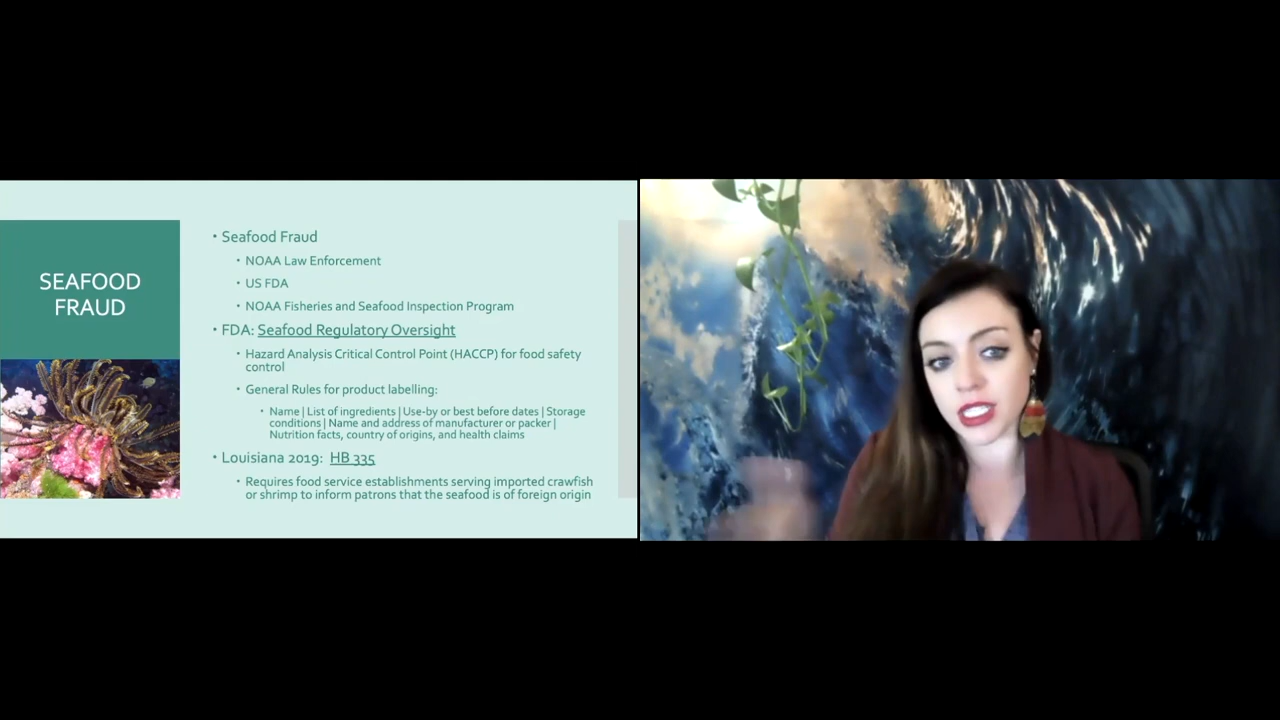 SEAFOOD
FRAUD
• Seafood Fraud
• NOAA Law Enforcement
• US FDA
• NOAA Fisheries and Seafood Inspection Program
• FDA: Seafood Regulatory Oversight
• Hazard Analysis Critical Control Point (HACCP) for food safety
control
• General Rules for product labelling:
• Name | List of ingredients | Use-by or best before dates | Storage
conditions | Name and address of manufacturer or packer |
Nutrition facts, country of origins, and health claims
• Louisiana 2019: HB 335
• Requires food service establishments serving imported crawfish
or shrimp to inform patrons that the seafood is of foreign origin